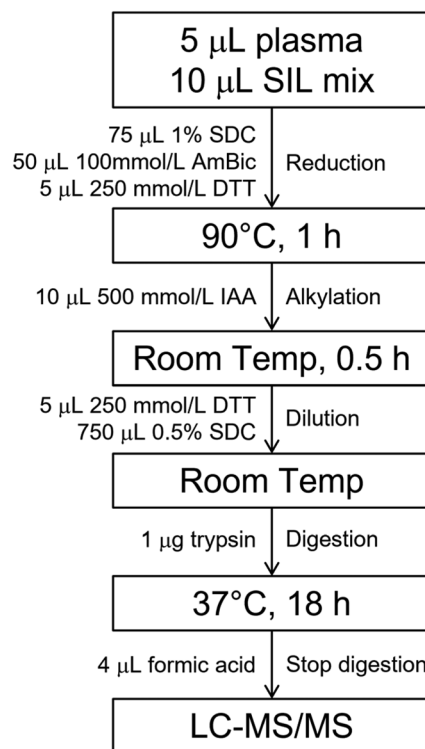 5 μL plasma
10 μL SIL mix
75 μL 1% SDC
50 μL 100mmol/L AmBic
5 μL 250 mmol/L DTT
Reduction
90°C, 1 h
10 μL 500 mmol/L IAA
Alkylation
Room Temp, 0.5 h
5 μL 250 mmol/L DTT
750 μL 0.5% SDC
Dilution
Room Temp
1 μg trypsin
Digestion
37°C, 18 h
4 μL formic acid
Stop digestion
LC-MS/MS